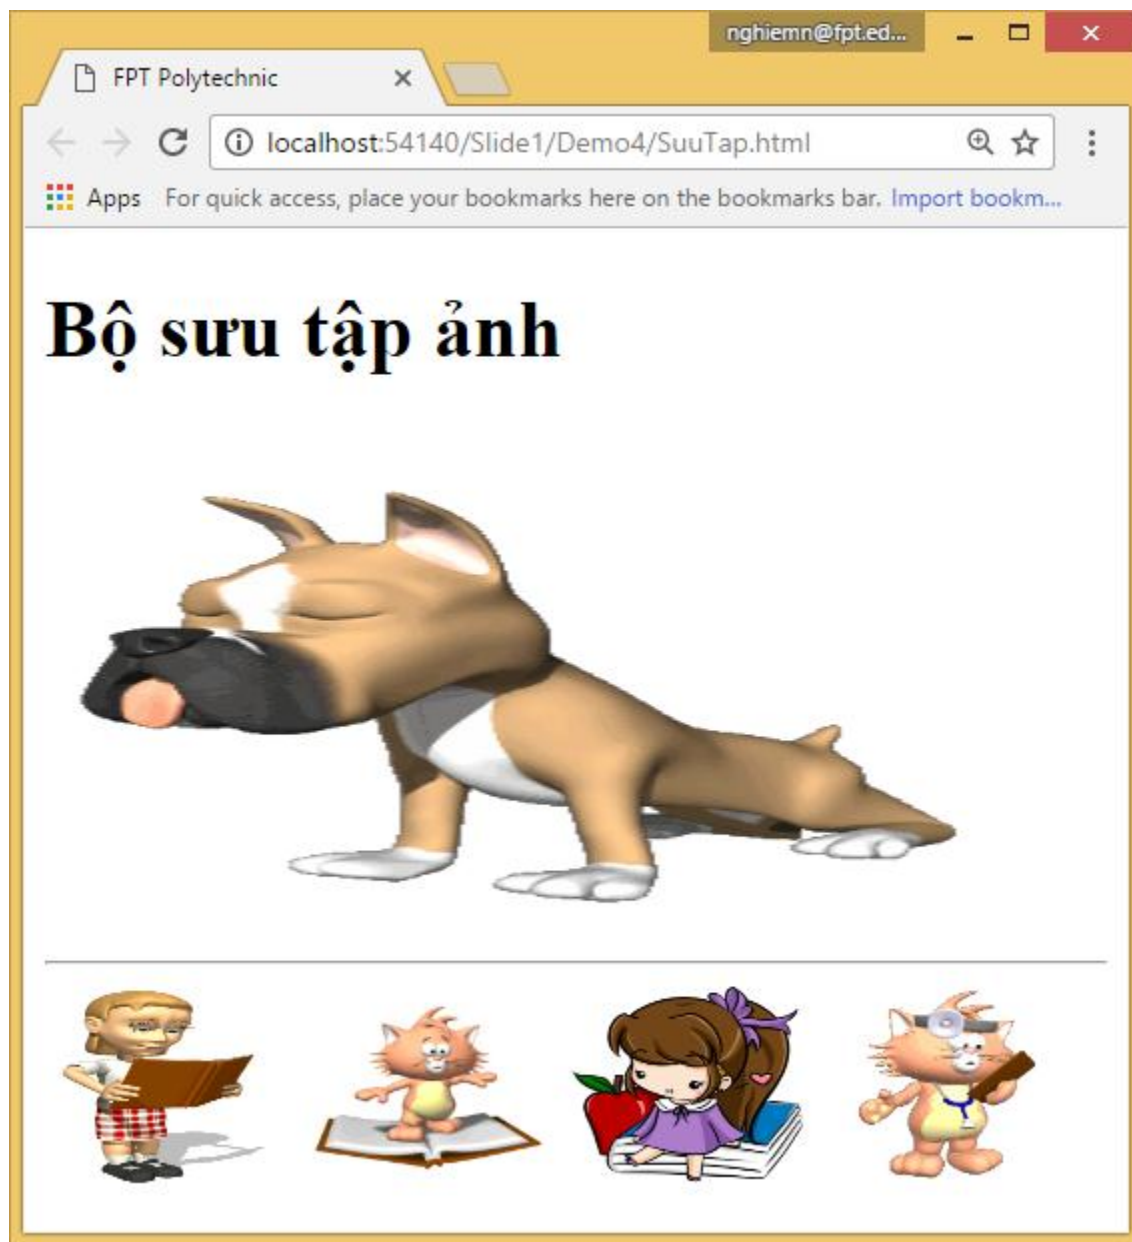 nghiemn@fpt.ed...
FPT Polytechnic
localhost:54140/Slide1/Demo4/SuuTap.html
Apps For quick access, place your bookmarks here on the bookmarks bar. Import bookm...
Bộ sưu tập ảnh